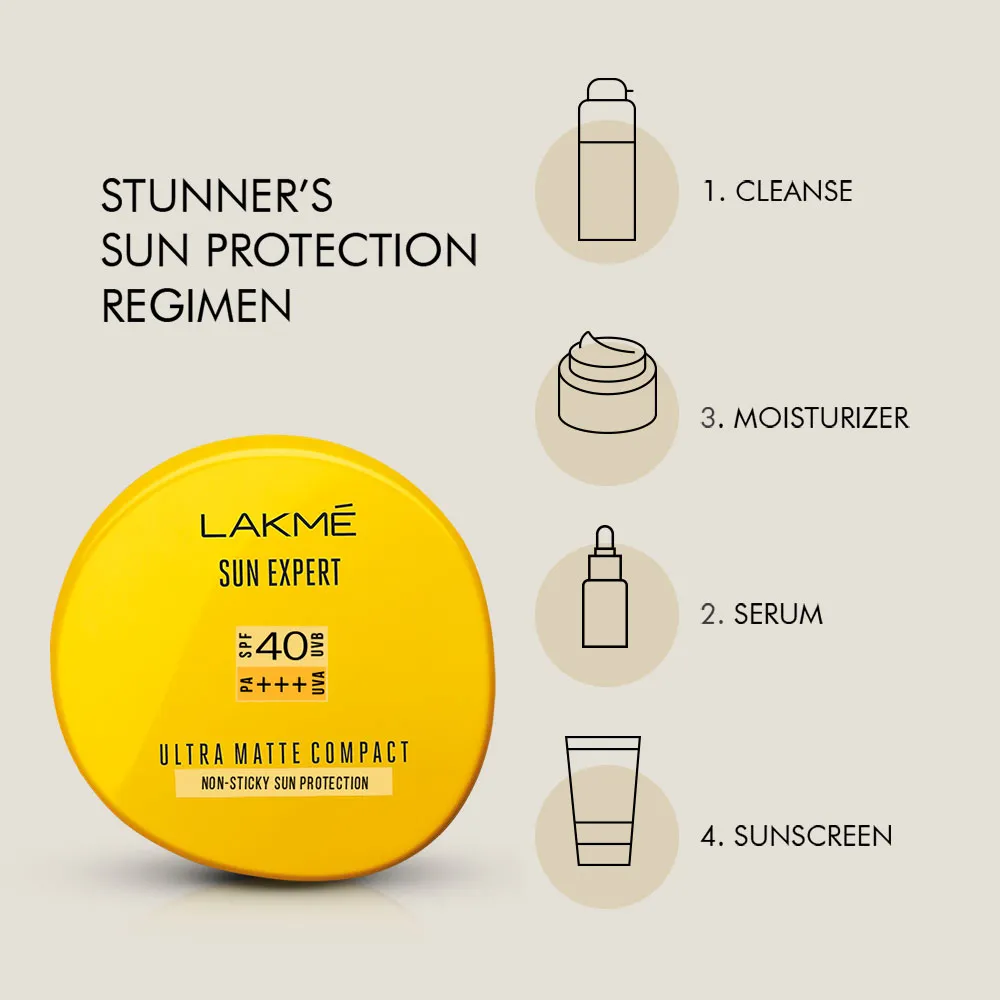 STUNNER'S
SUN PROTECTION
REGIMEN
1. CLEANSE
3. MOISTURIZER
2. SERUM
4. SUNSCREEN
LAKMÉ
SUN EXPERT
SPF 40 UVB
PA +++ UVA
ULTRA MATTE COMPACT
NON-STICKY SUN PROTECTION